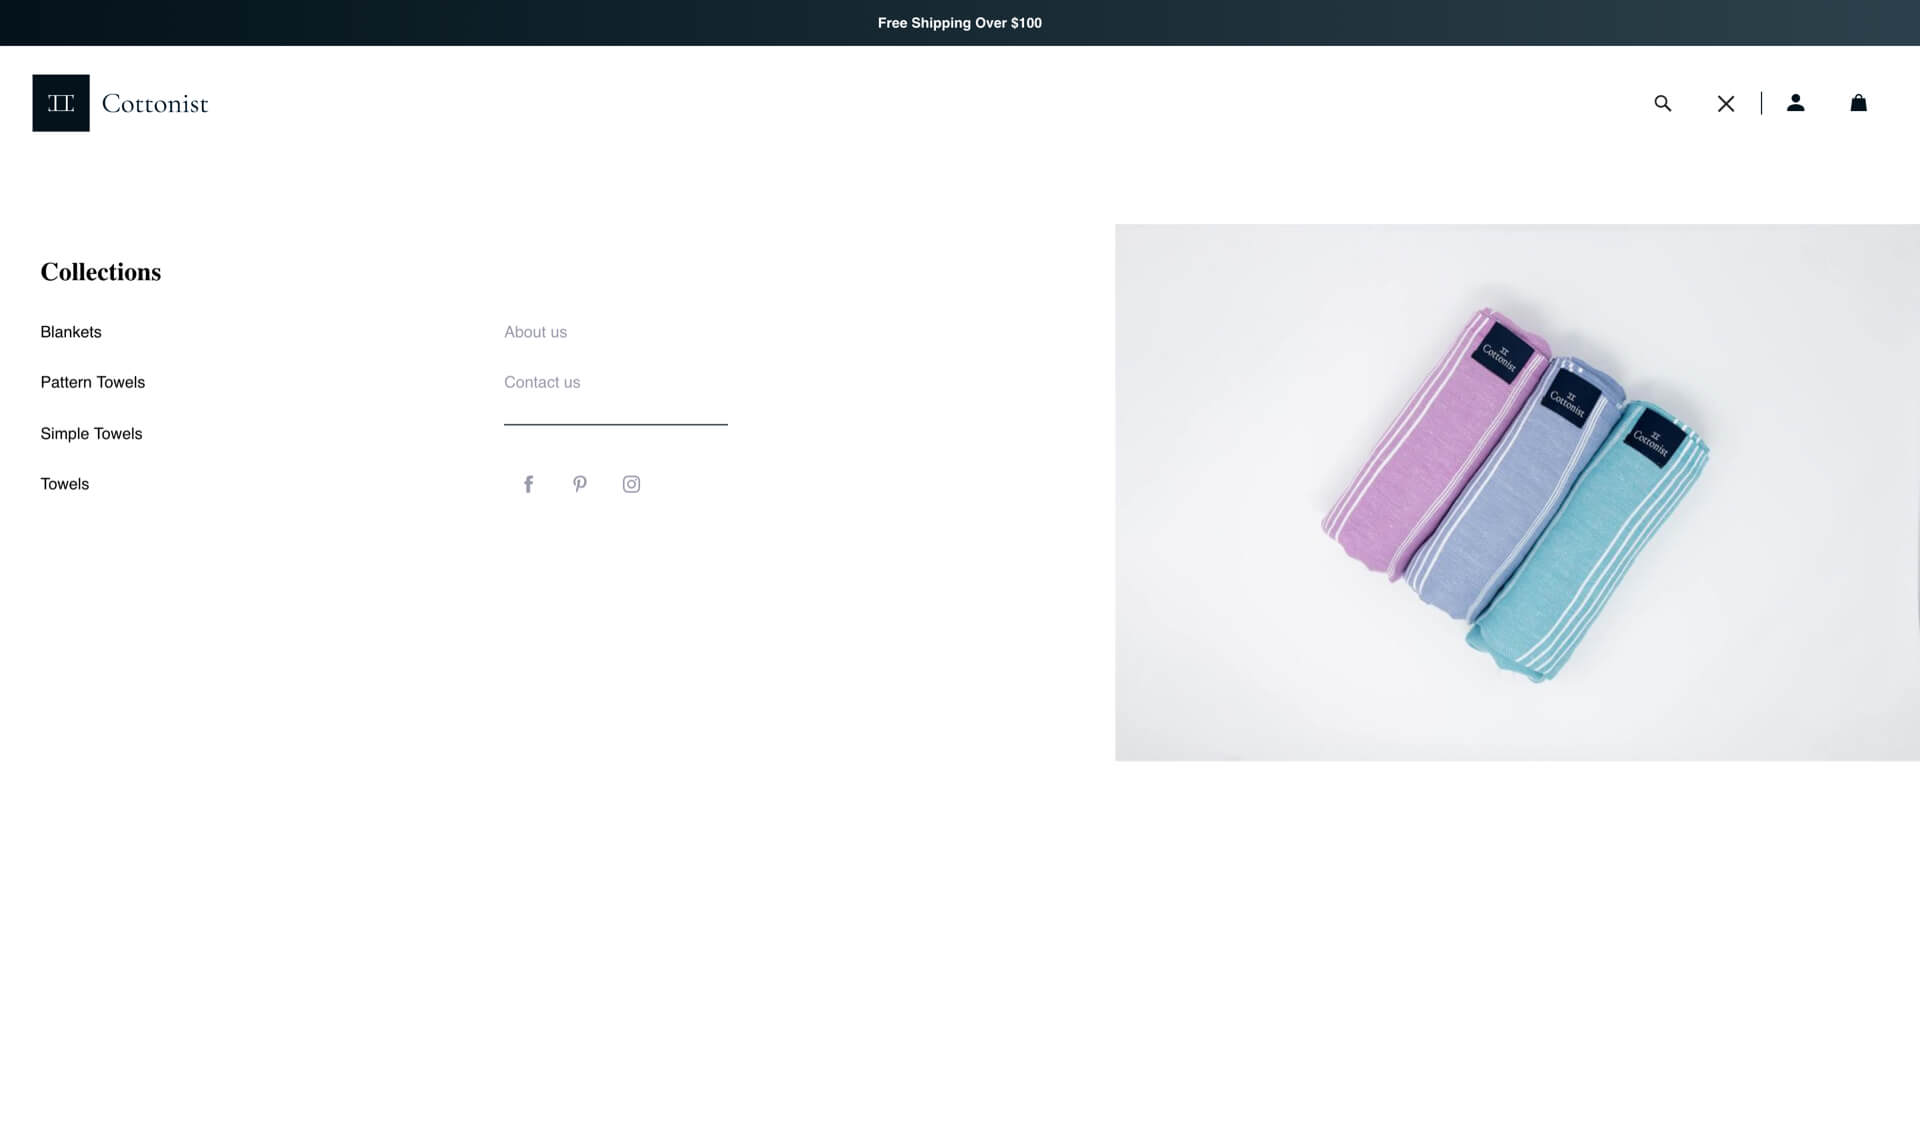 Free Shipping Over $100
Cottonist
Collections
Blankets
Pattern Towels
Simple Towels
Towels
About us
Contact us
Cottonist
Cottonist
Cottonist